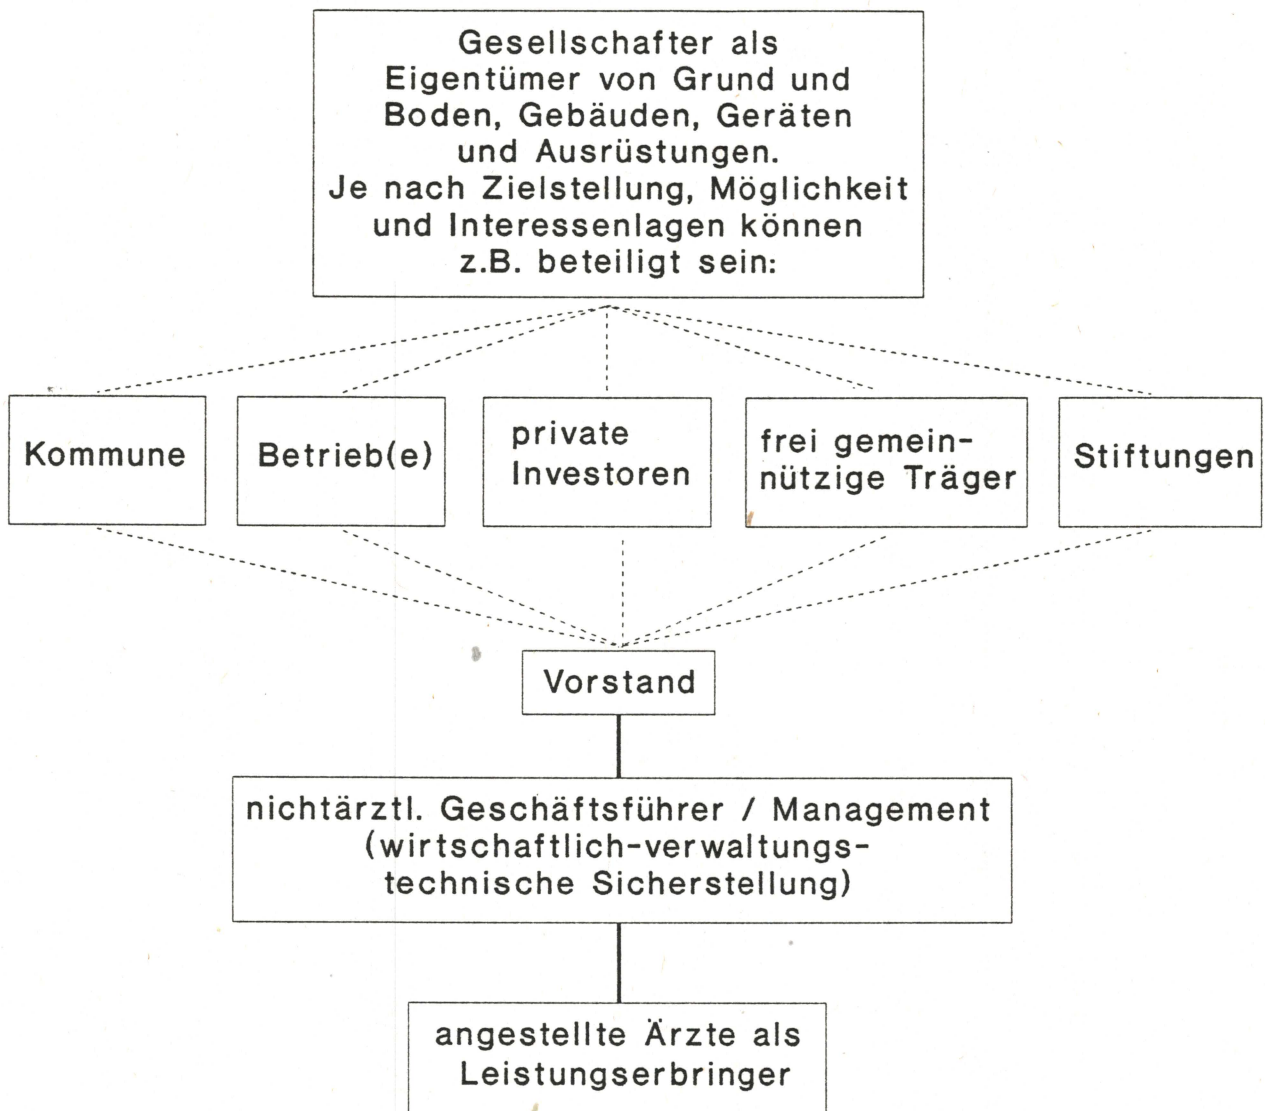 Gesellschafter als
Eigentümer von Grund und
Boden, Gebäuden, Geräten
und Ausrüstungen.
Je nach Zielstellung, Möglichkeit
und Interessenlagen können
z.B. beteiligt sein:
Kommune
Betrieb(e)
private
Investoren
frei gemein-
nützige Träger
Stiftungen
Vorstand
nichtärztl. Geschäftsführer / Management
(wirtschaftlich-verwaltungs-
technische Sicherstellung)
angestellte Ärzte als
Leistungserbringer